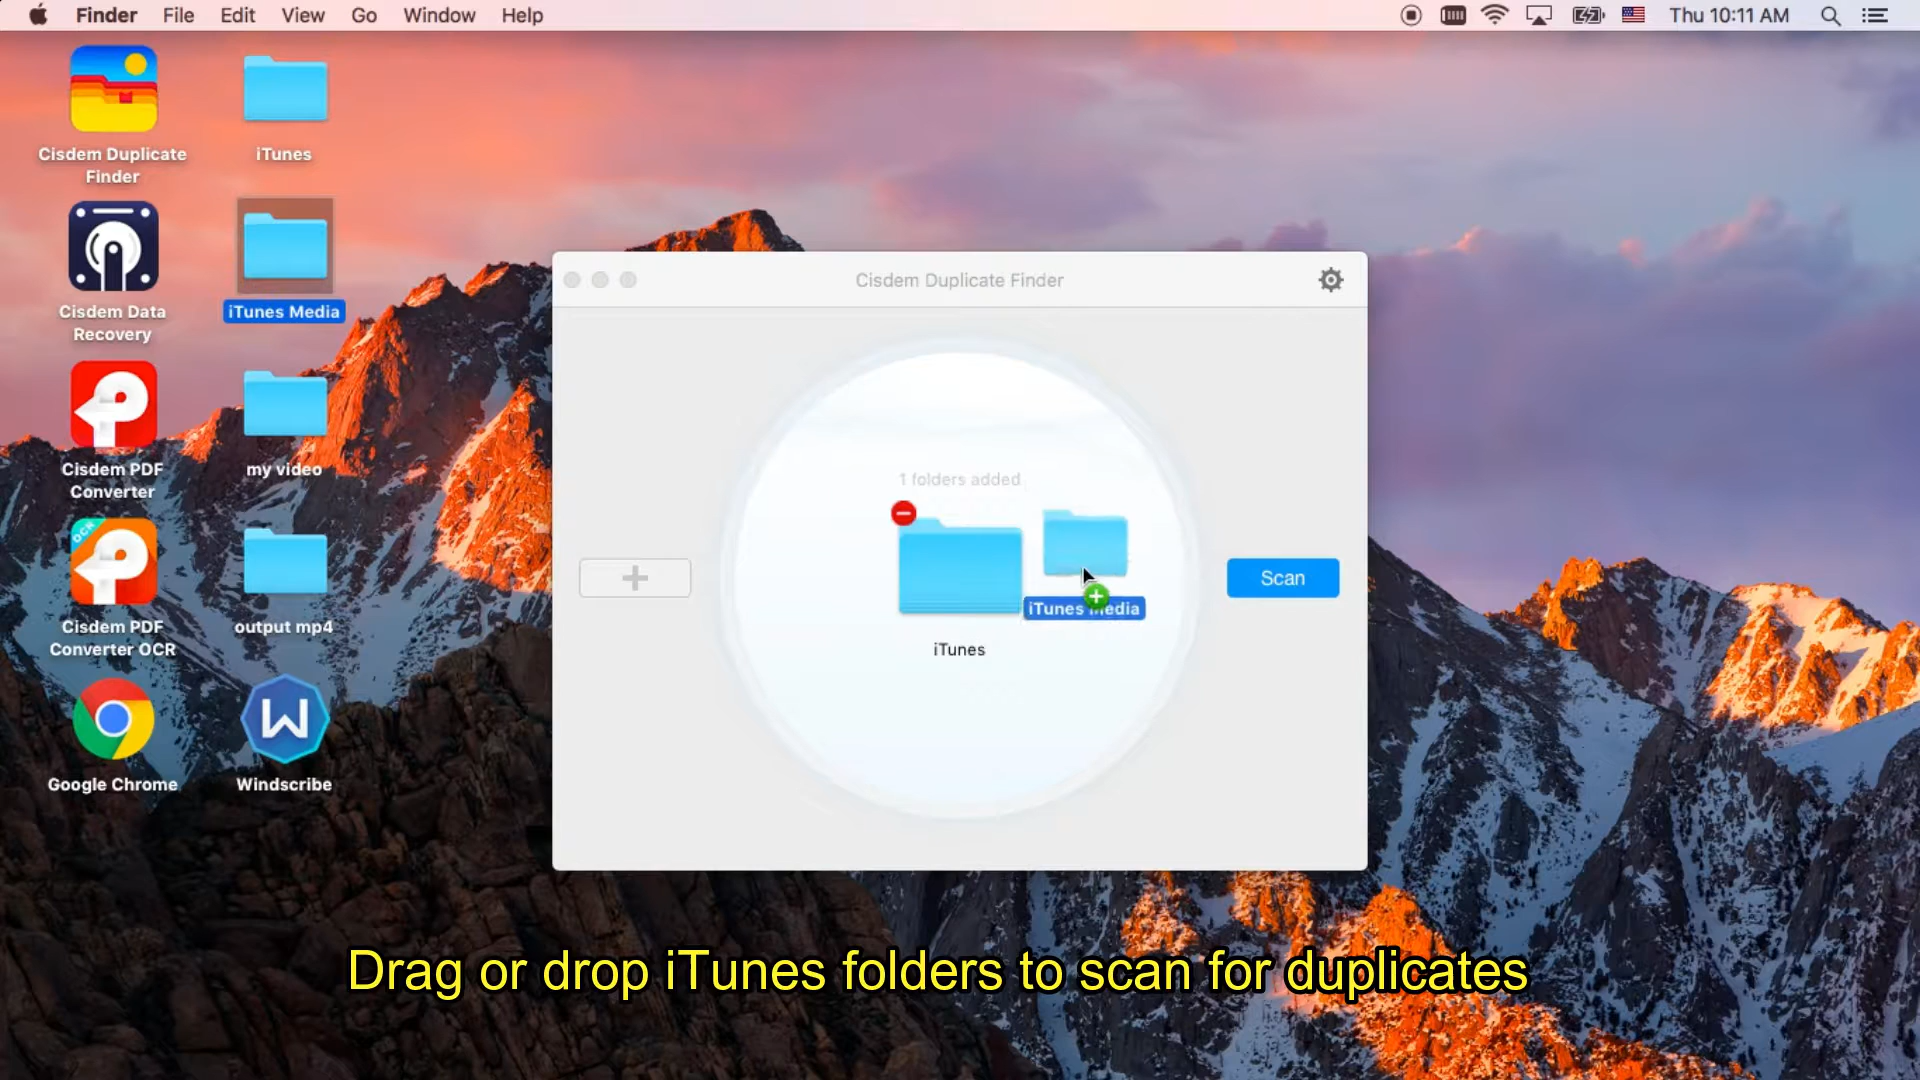 Finder File Edit View Go Window Help Thu 10:11 AM
Cisdem Duplicate Finder
iTunes
Cisdem Data Recovery
iTunes Media
Cisdem PDF Converter
my video
OCR
Cisdem PDF Converter OCR
output mp4
Google Chrome
Windscribe
Cisdem Duplicate Finder
1 folders added
iTunes Media
Scan
iTunes
Drag or drop iTunes folders to scan for duplicates